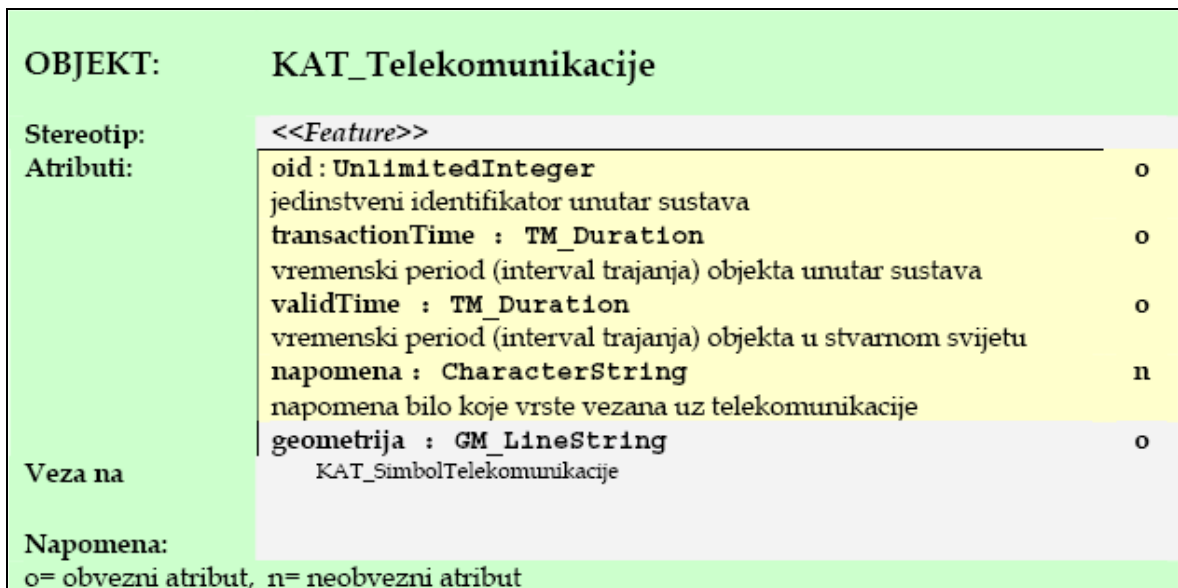 OBJEKT: KAT_Telekomunikacije
Stereotip: <<Feature>>
Atributi: oid : UnlimitedInteger o
jedinstveni identifikator unutar sustava
transactionTime : TM_Duration o
vremenski period (interval trajanja) objekta unutar sustava
validTime : TM_Duration o
vremenski period (interval trajanja) objekta u stvarnom svijetu
napomena : CharacterString n
napomena bilo koje vrste vezana uz telekomunikacije
geometrija : GM_LineString o
Veza na KAT_SimbolTelekomunikacije
Napomena:
o= obvezni atribut, n= neobvezni atribut